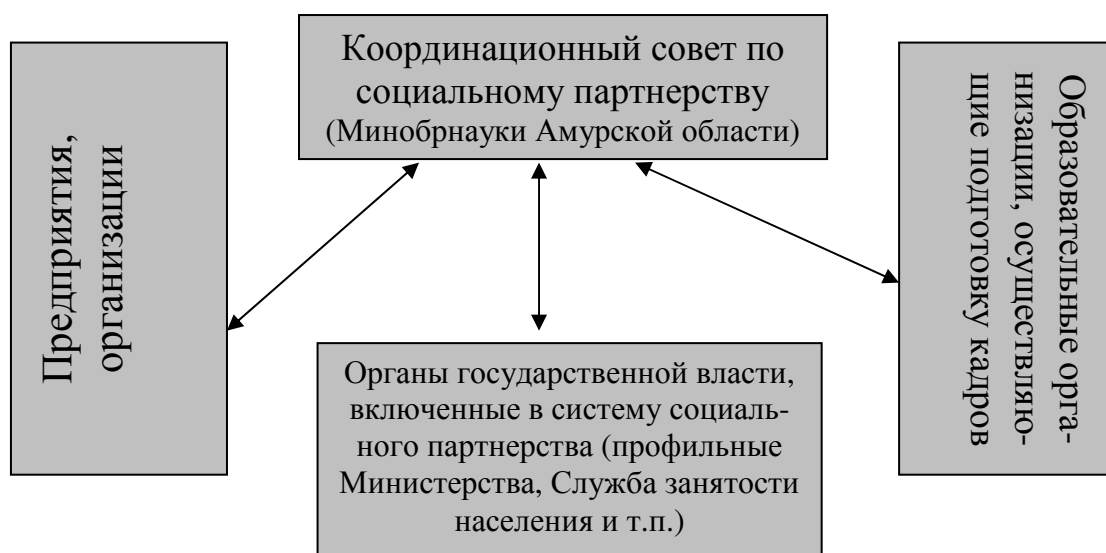 Координационный совет по
социальному партнерству
(Минобрнауки Амурской области)
Предприятия,
организации
Образовательные орга-
низации, осуществляю-
щие подготовку кадров
Органы государственной власти,
включенные в систему социаль-
ного партнерства (профильные
Министерства, Служба занятости
населения и т.п.)